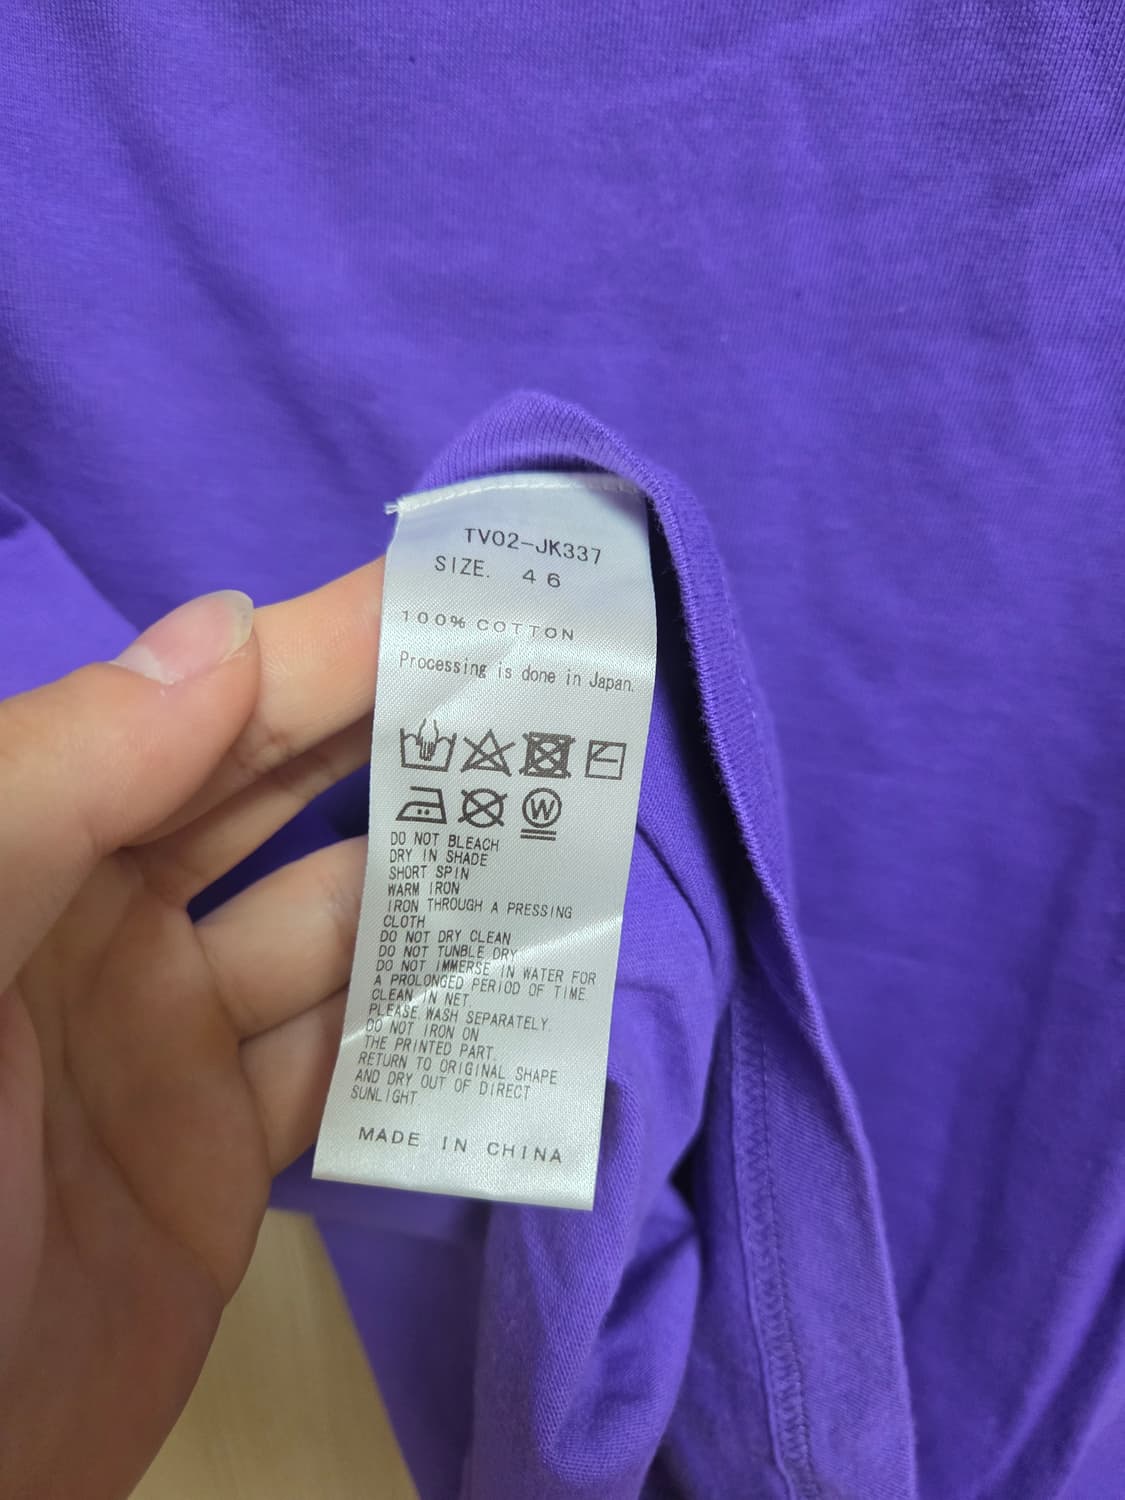 TV02-JK337
SIZE. 46
100% COTTON
Processing is done in Japan.
W
DO NOT BLEACH
DRY IN SHADE
SHORT SPIN
WARM IRON
IRON THROUGH A PRESSING
CLOTH
DO NOT DRY CLEAN
DO NOT TUNBLE DRY
DO NOT IMMERSE IN WATER FOR
A PROLONGED PERIOD OF TIME
CLEAN IN NET.
PLEASE WASH SEPARATELY.
DO NOT IRON ON
THE PRINTED PART.
RETURN TO ORIGINAL SHAPE
AND DRY OUT OF DIRECT
SUNLIGHT
MADE IN CHINA